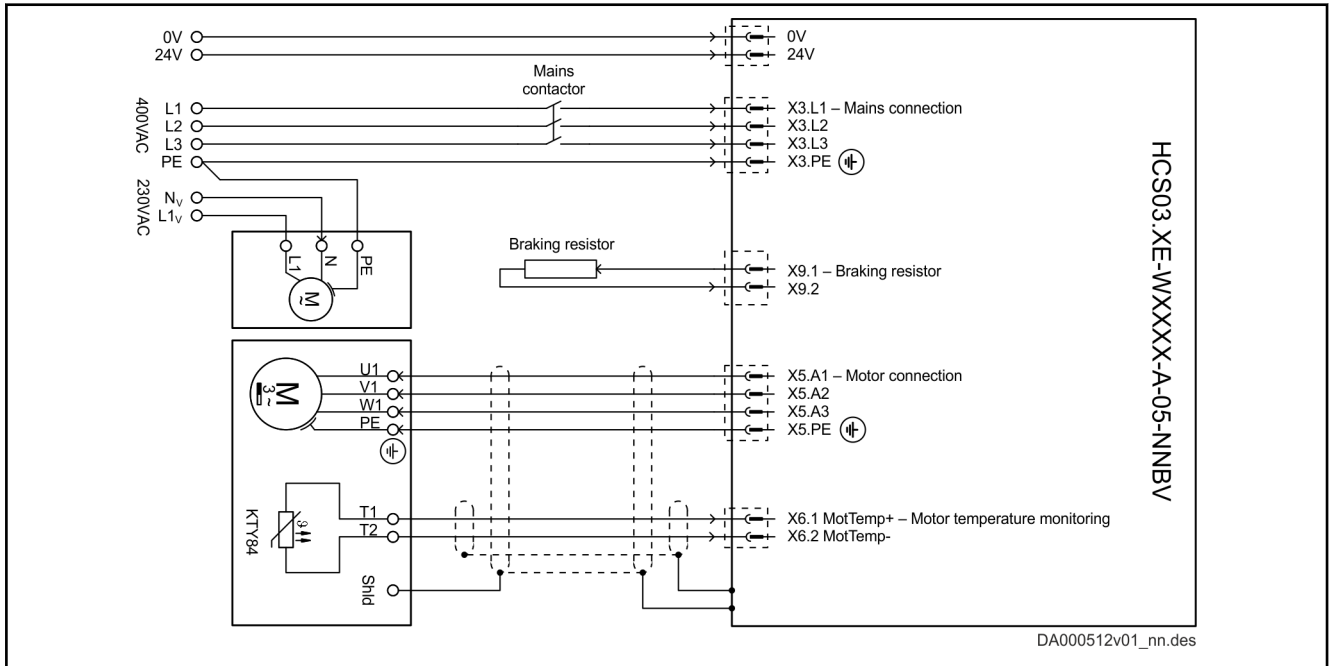 0V
24V
0V
24V
Mains
contactor
400VAC
L1
L2
L3
PE
X3.L1 – Mains connection
X3.L2
X3.L3
X3.PE
230VAC
NV
L1V
L1
N
PE
M
~
Braking resistor
X9.1 – Braking resistor
X9.2
HCS03.XE-WXXXX-A-05-NNBV
M
3 ~
U1
V1
W1
PE
X5.A1 – Motor connection
X5.A2
X5.A3
X5.PE
KTY84
ϑ
T1
T2
X6.1 MotTemp+ – Motor temperature monitoring
X6.2 MotTemp-
Shld
DA000512v01_nn.des